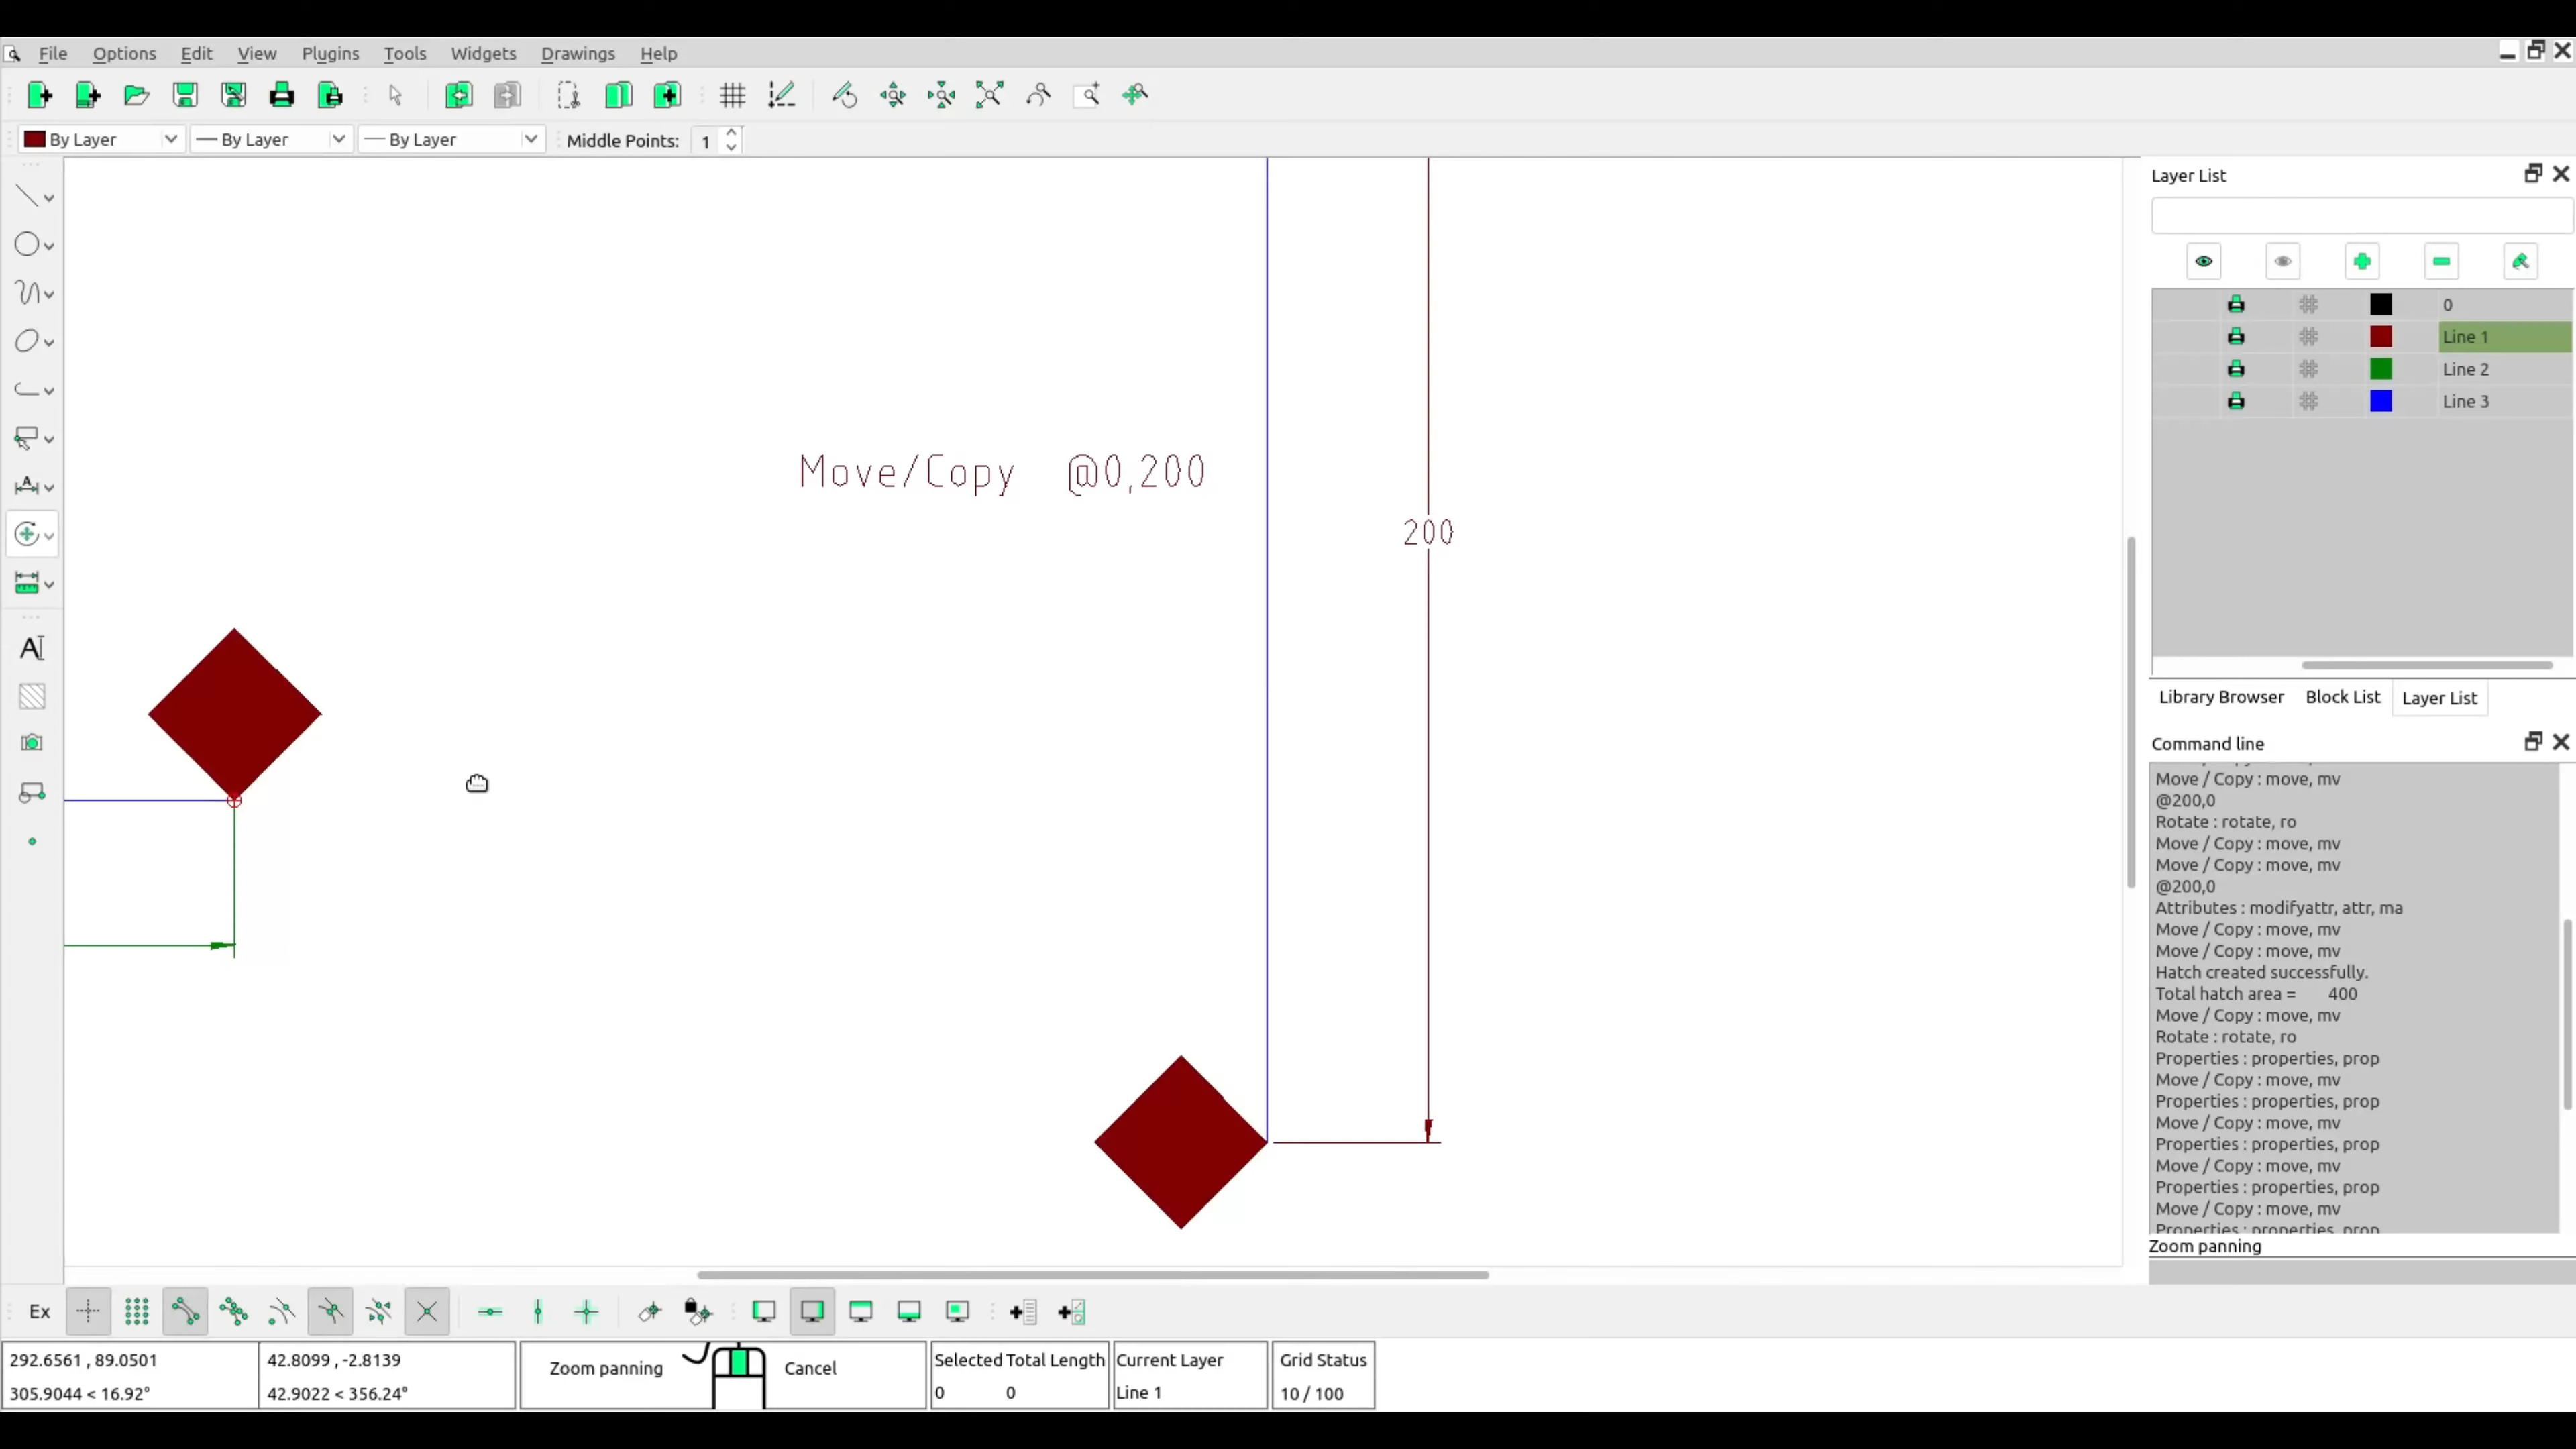 File Options Edit View Plugins Tools Widgets Drawings Help
By Layer By Layer By Layer Middle Points: 1
Layer List
0
Line 1
Line 2
Line 3
Move/Copy @0,200
200
A
Library Browser Block List Layer List
Command line
Move / Copy : move, mv
@200,0
Rotate : rotate, ro
Move / Copy : move, mv
Move / Copy : move, mv
@200,0
Attributes : modifyattr, attr, ma
Move / Copy : move, mv
Move / Copy : move, mv
Hatch created successfully.
Total hatch area = 400
Move / Copy : move, mv
Rotate : rotate, ro
Properties : properties, prop
Move / Copy : move, mv
Properties : properties, prop
Move / Copy : move, mv
Properties : properties, prop
Move / Copy : move, mv
Properties : properties, prop
Move / Copy : move, mv
Properties : properties, prop
Zoom panning
Ex
292.6561 , 89.0501
305.9044 < 16.92°
42.8099 , -2.8139
42.9022 < 356.24°
Zoom panning Cancel
Selected Total Length
0 0
Current Layer
Line 1
Grid Status
10 / 100